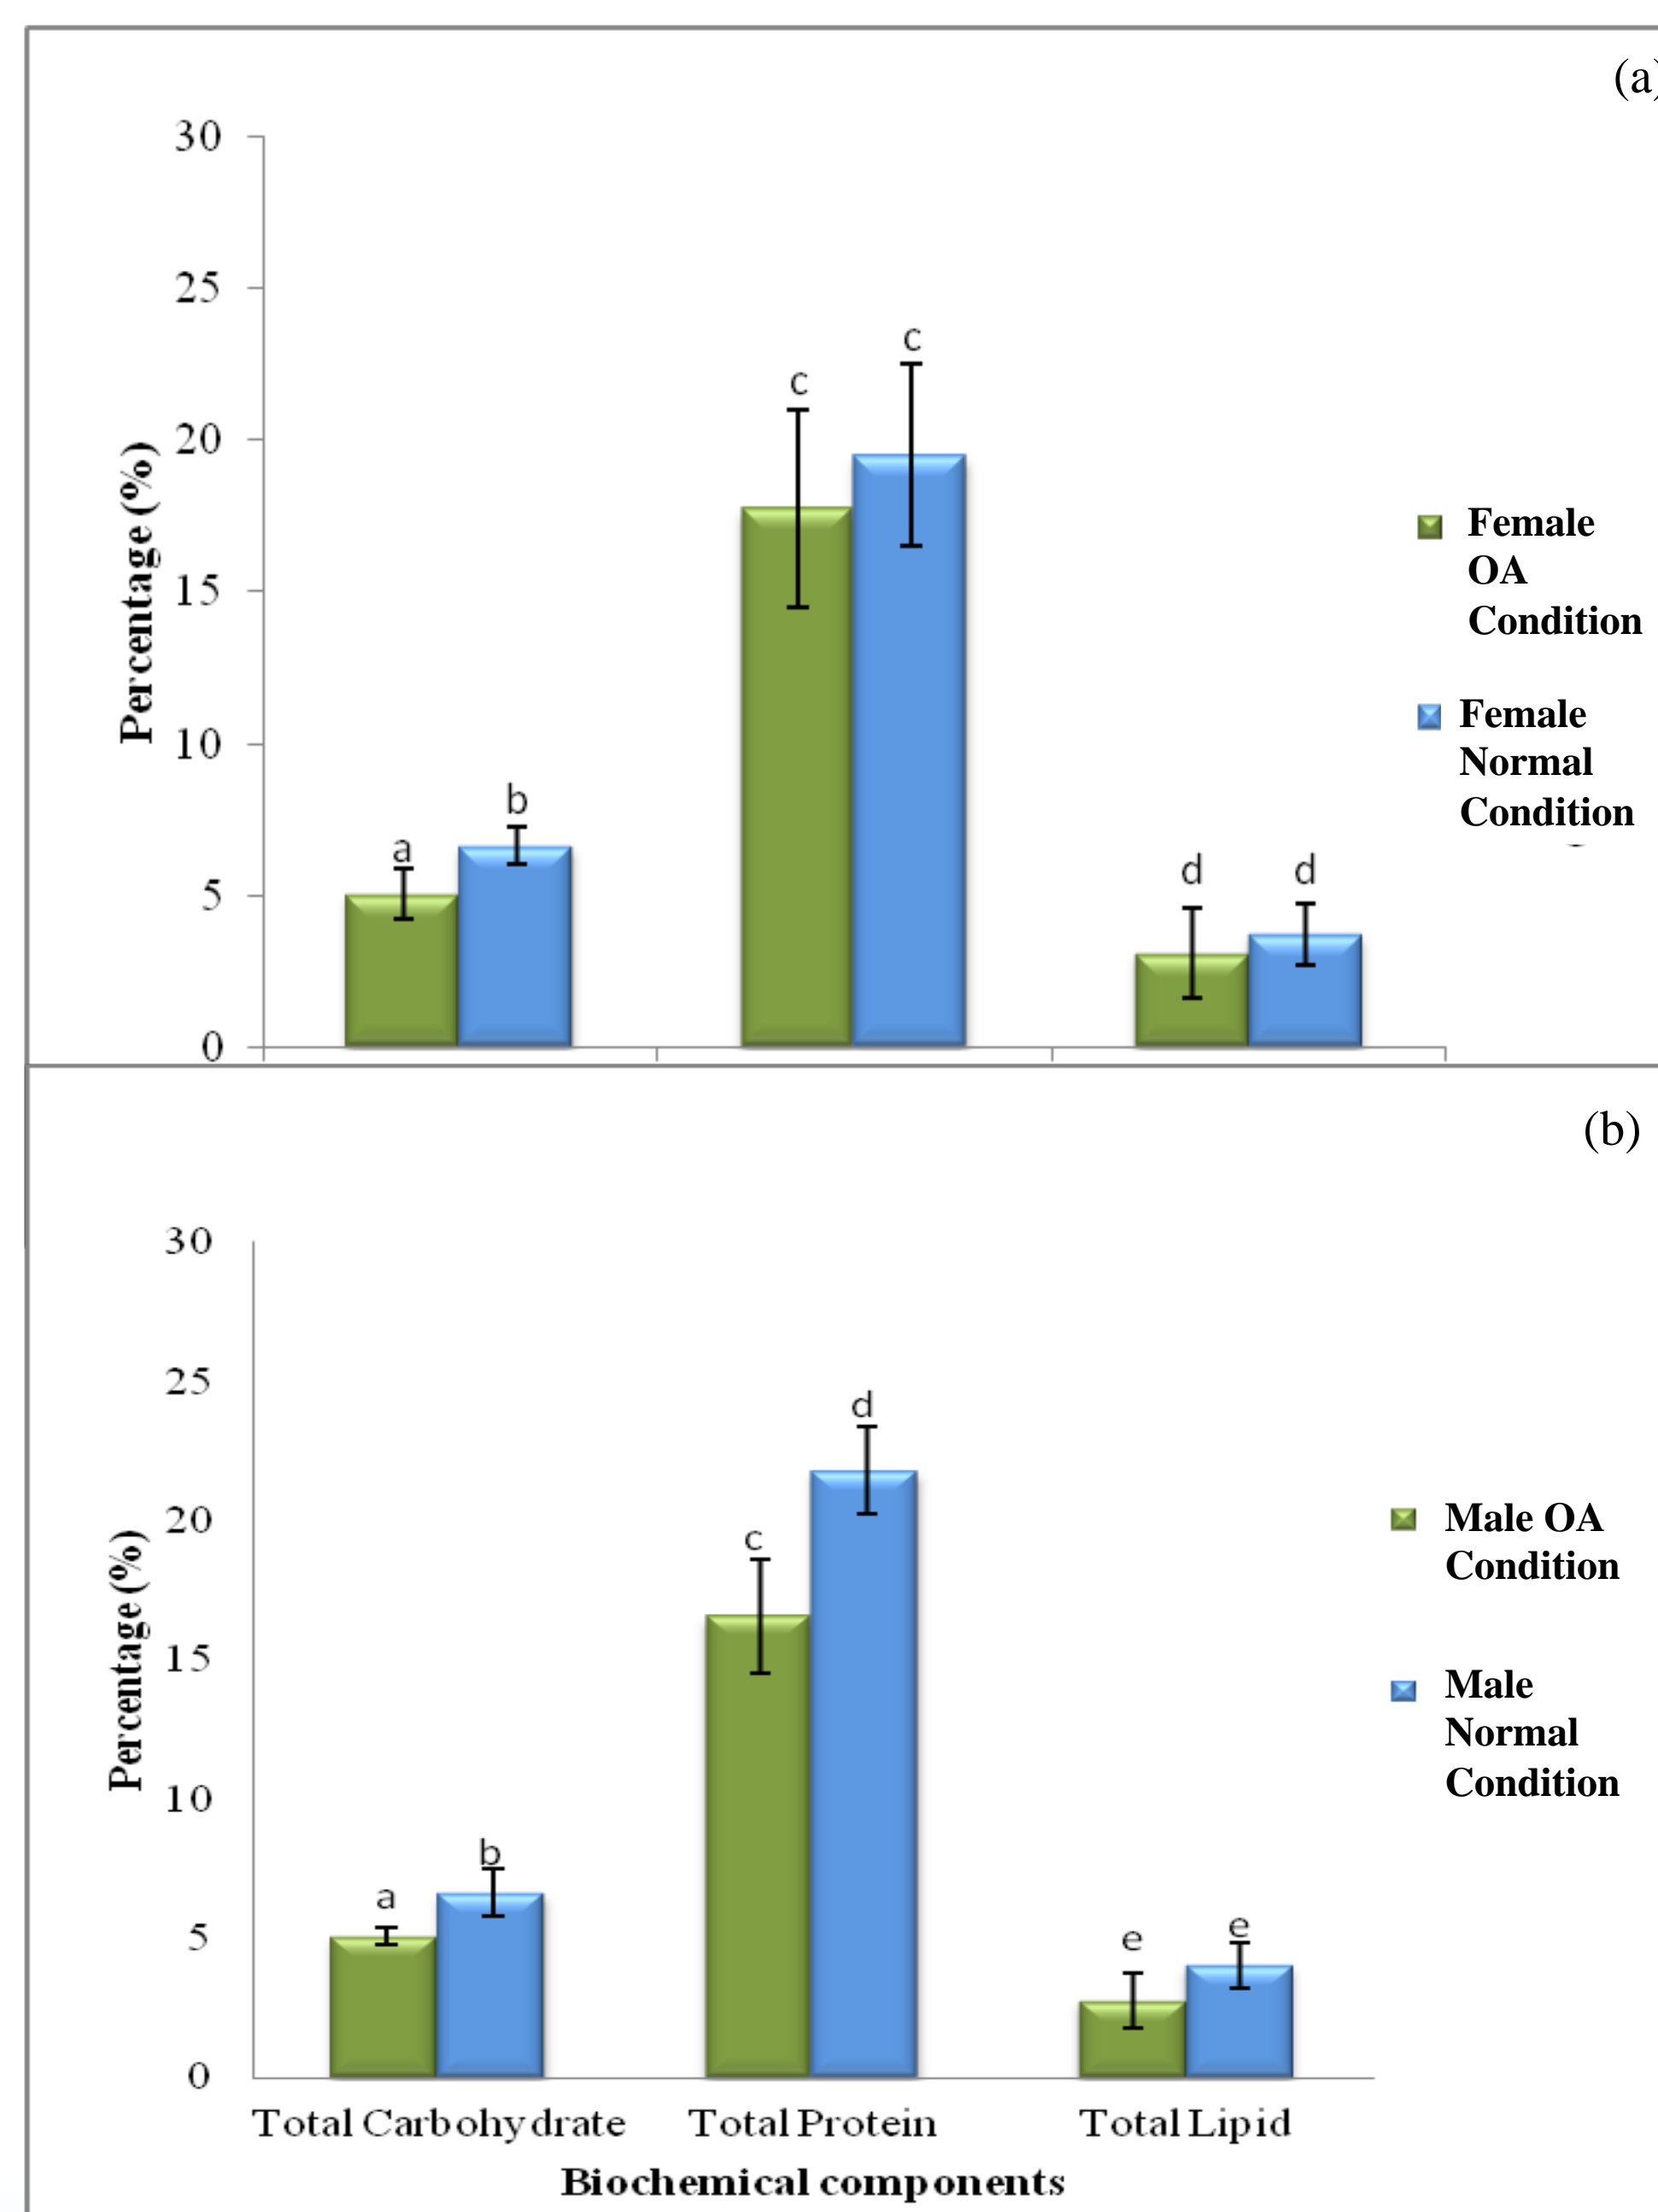 (a)
30
25
20
15
10
5
0
Percentage (%)
a
b
c
c
d
d
Female
OA
Condition
Female
Normal
Condition
(b)
30
25
20
15
10
5
0
Percentage (%)
a
b
c
d
e
e
Male OA
Condition
Male
Normal
Condition
Total Carbohydrate
Total Protein
Total Lipid
Biochemical components